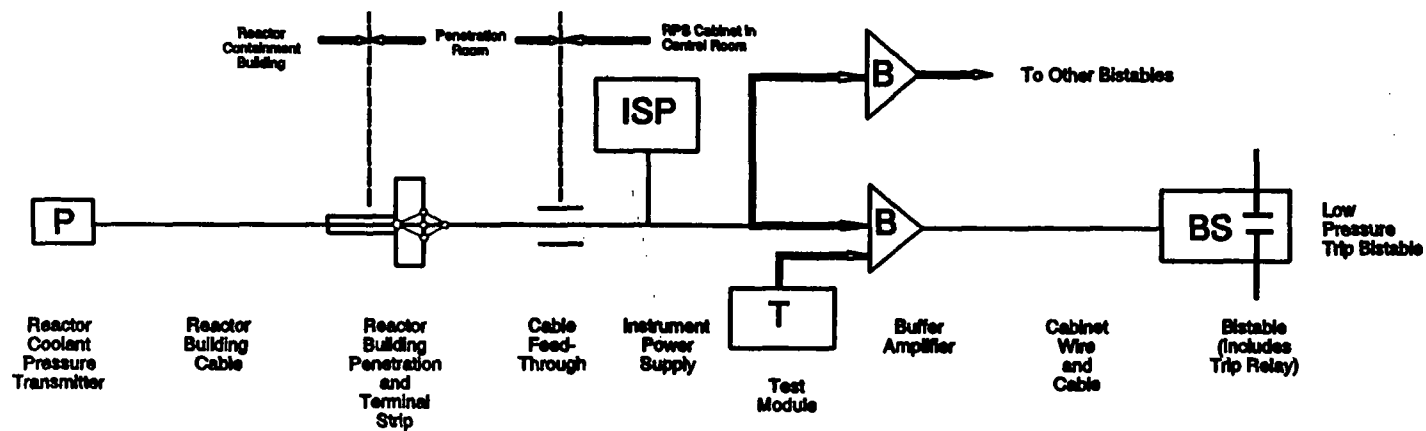 Reactor
Containment
Building
Penetration
Room
RPS Cabinet in
Control Room
ISP
B
To Other Bistables
P
B
BS
Low
Pressure
Trip Bistable
T
Reactor
Coolant
Pressure
Transmitter
Reactor
Building
Cable
Reactor
Building
Penetration
and
Terminal
Strip
Cable
Feed-
Through
Instrument
Power
Supply
Test
Module
Buffer
Amplifier
Cabinet
Wire
and
Cable
Bistable
(Includes
Trip Relay)